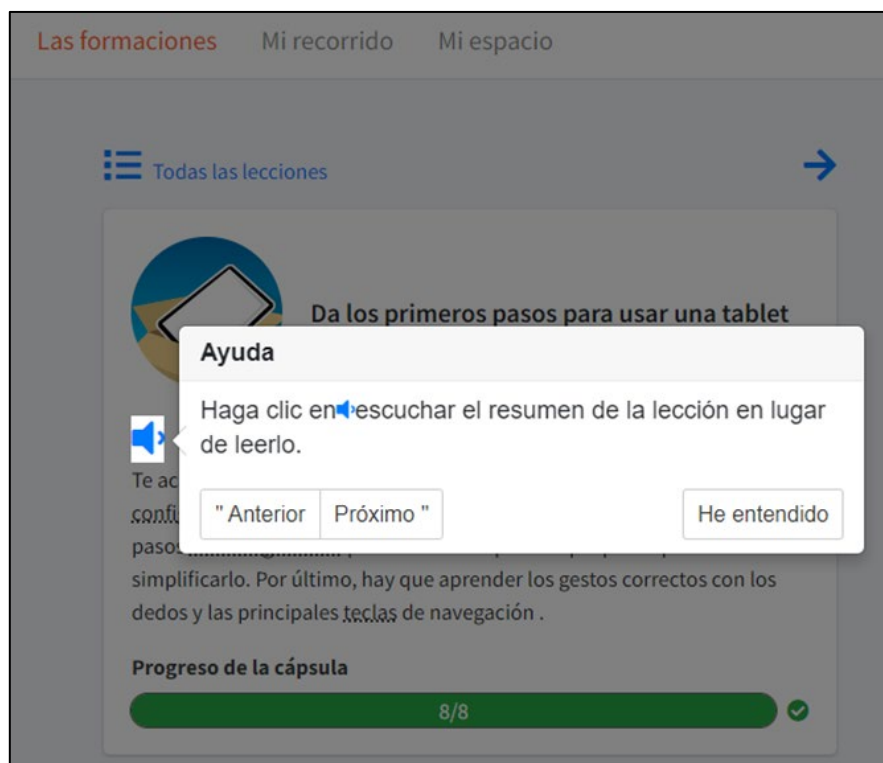 Las formaciones Mi recorrido Mi espacio
Todas las lecciones
Da los primeros pasos para usar una tablet
Ayuda
Haga clic en escuchar el resumen de la lección en lugar
de leerlo.
Te
" Anterior Próximo " He entendido
simplificarlo. Por último, hay que aprender los gestos correctos con los
dedos y las principales teclas de navegación .
Progreso de la cápsula
8/8